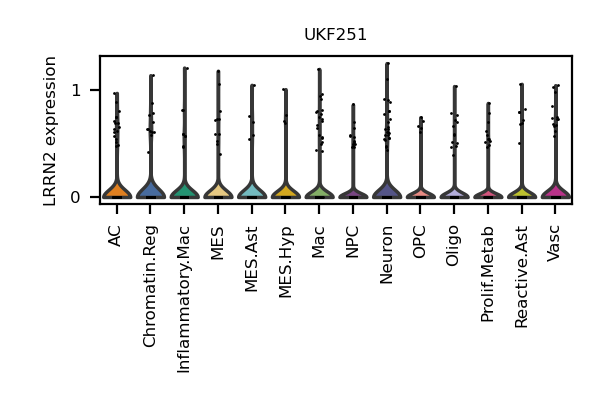 UKF251
LRRN2 expression
1
0
AC
Chromatin.Reg
Inflammatory.Mac
MES
MES.Ast
MES.Hyp
Mac
NPC
Neuron
OPC
Oligo
Prolif.Metab
Reactive.Ast
Vasc